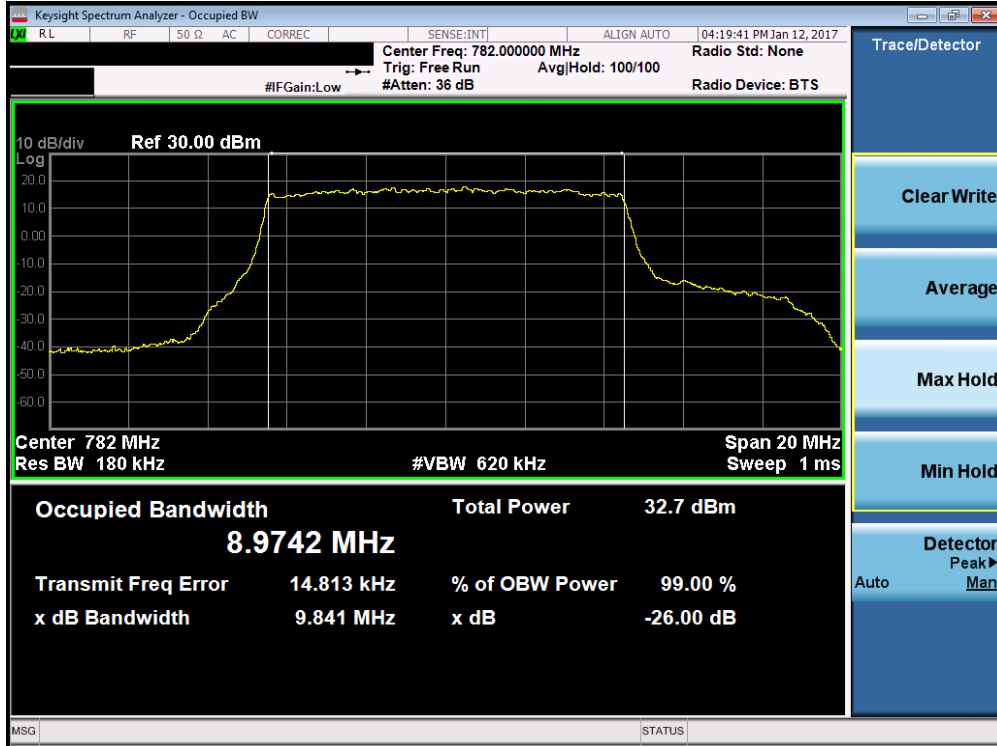 Keysight Spectrum Analyzer - Occupied BW
LXI RL RF 50 Ω AC CORREC SENSE:INT ALIGN AUTO 04:19:41 PM Jan 12, 2017
Center Freq: 782.000000 MHz Radio Std: None
Trig: Free Run Avg|Hold: 100/100
#IFGain:Low #Atten: 36 dB Radio Device: BTS
Trace/Detector
10 dB/div Ref 30.00 dBm
Log
20.0
10.0
0.00
-10.0
-20.0
-30.0
-40.0
-50.0
-60.0
Center 782 MHz Span 20 MHz
Res BW 180 kHz #VBW 620 kHz Sweep 1 ms
Occupied Bandwidth Total Power 32.7 dBm
8.9742 MHz
Transmit Freq Error 14.813 kHz % of OBW Power 99.00 %
x dB Bandwidth 9.841 MHz x dB -26.00 dB
Clear Write
Average
Max Hold
Min Hold
Detector
Peak▶
Auto Man
MSG STATUS